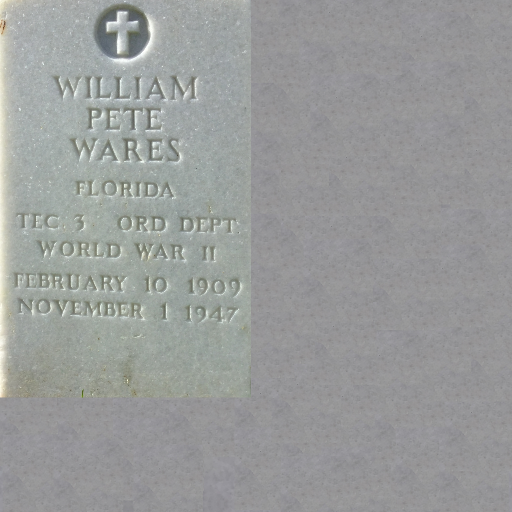 WILLIAM
PETE
WARES
FLORIDA
TEC 3 ORD DEPT
WORLD WAR II
FEBRUARY 10 1909
NOVEMBER 1 1947